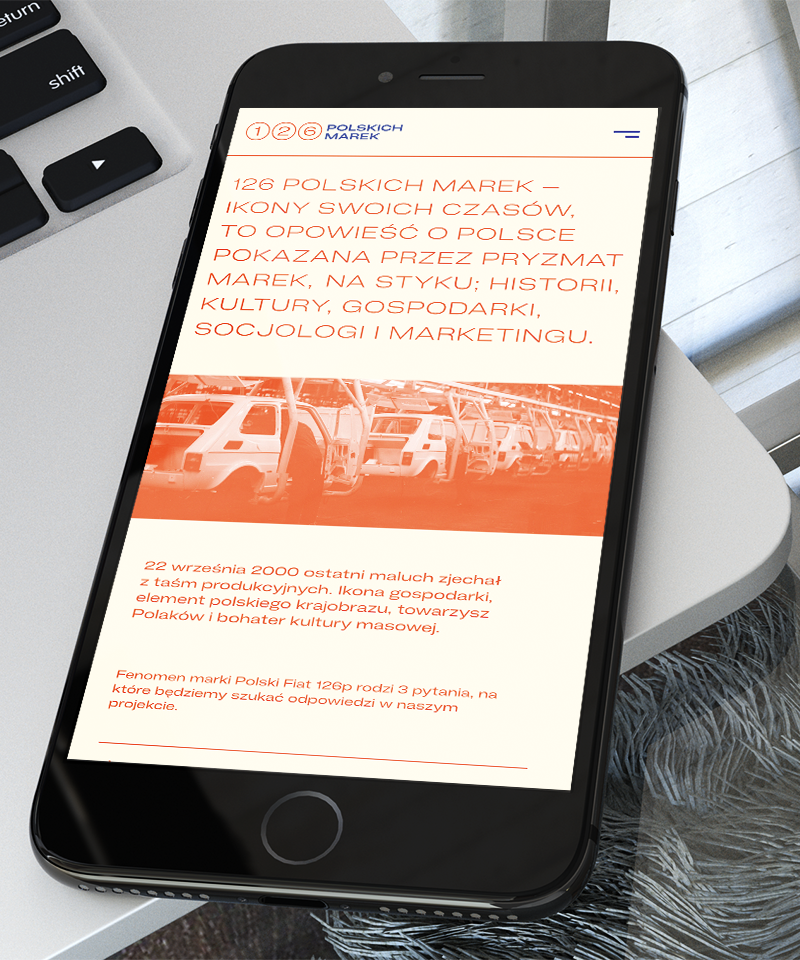 return
shift
126 POLSKICH
MAREK
126 POLSKICH MAREK —
IKONY SWOICH CZASÓW,
TO OPOWIEŚĆ O POLSCE
POKAZANA PRZEZ PRYZMAT
MAREK, NA STYKU; HISTORII,
KULTURY, GOSPODARKI,
SOCJOLOGI I MARKETINGU.
22 września 2000 ostatni maluch zjechał
z taśm produkcyjnych. Ikona gospodarki,
element polskiego krajobrazu, towarzysz
Polaków i bohater kultury masowej.
Fenomen marki Polski Fiat 126p rodzi 3 pytania, na
które będziemy szukać odpowiedzi w naszym
projekcie.